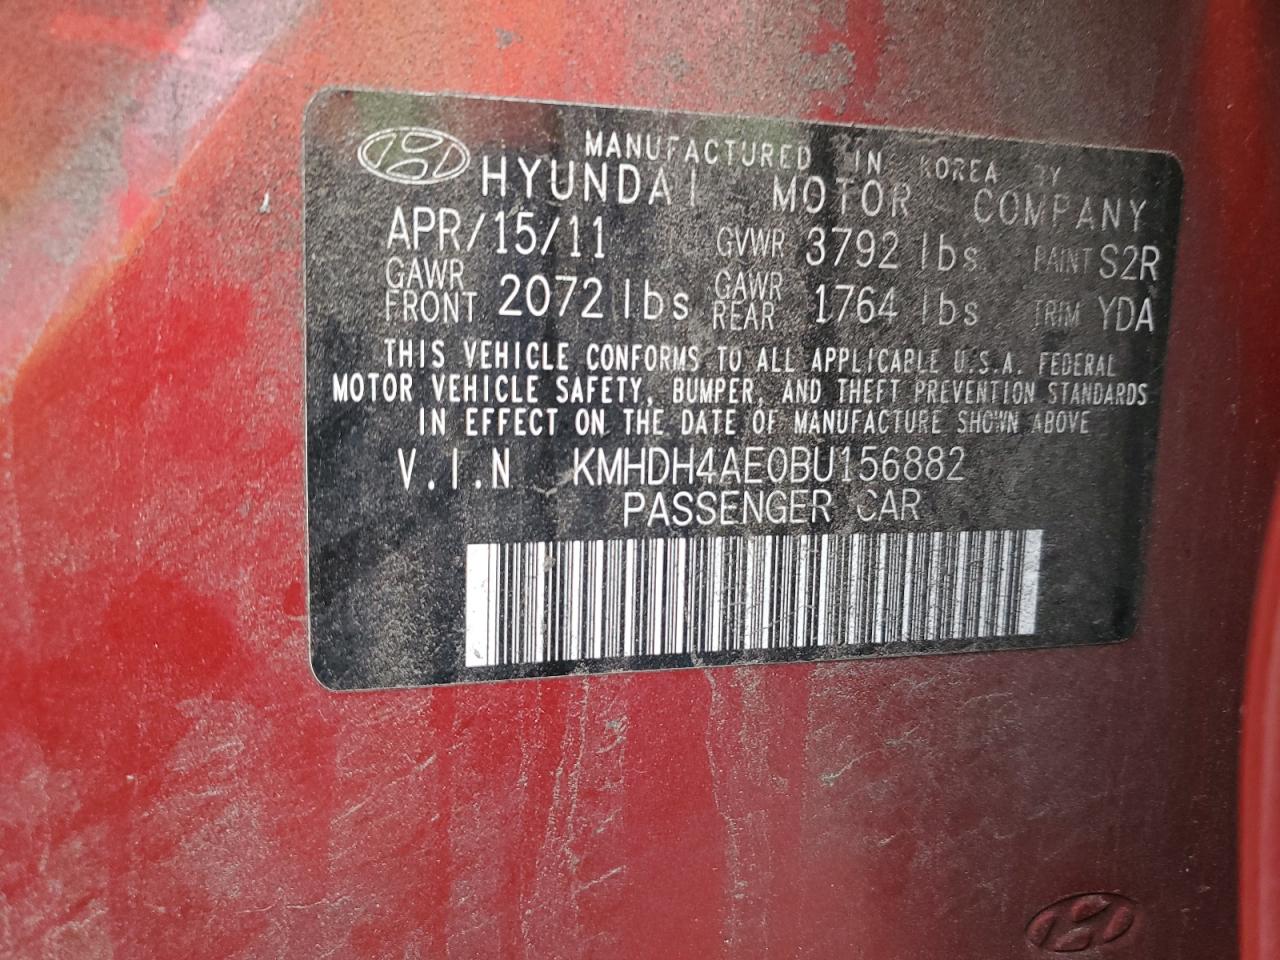 MANUFACTURED IN KOREA BY
HYUNDAI MOTOR COMPANY
APR/15/11 GVWR 3792 lbs PAINT S2R
GAWR FRONT 2072 lbs GAWR REAR 1764 lbs TRIM YDA
THIS VEHICLE CONFORMS TO ALL APPLICABLE U.S.A. FEDERAL
MOTOR VEHICLE SAFETY, BUMPER, AND THEFT PREVENTION STANDARDS
IN EFFECT ON THE DATE OF MANUFACTURE SHOWN ABOVE
V.I.N KMHDH4AE0BU156882
PASSENGER CAR